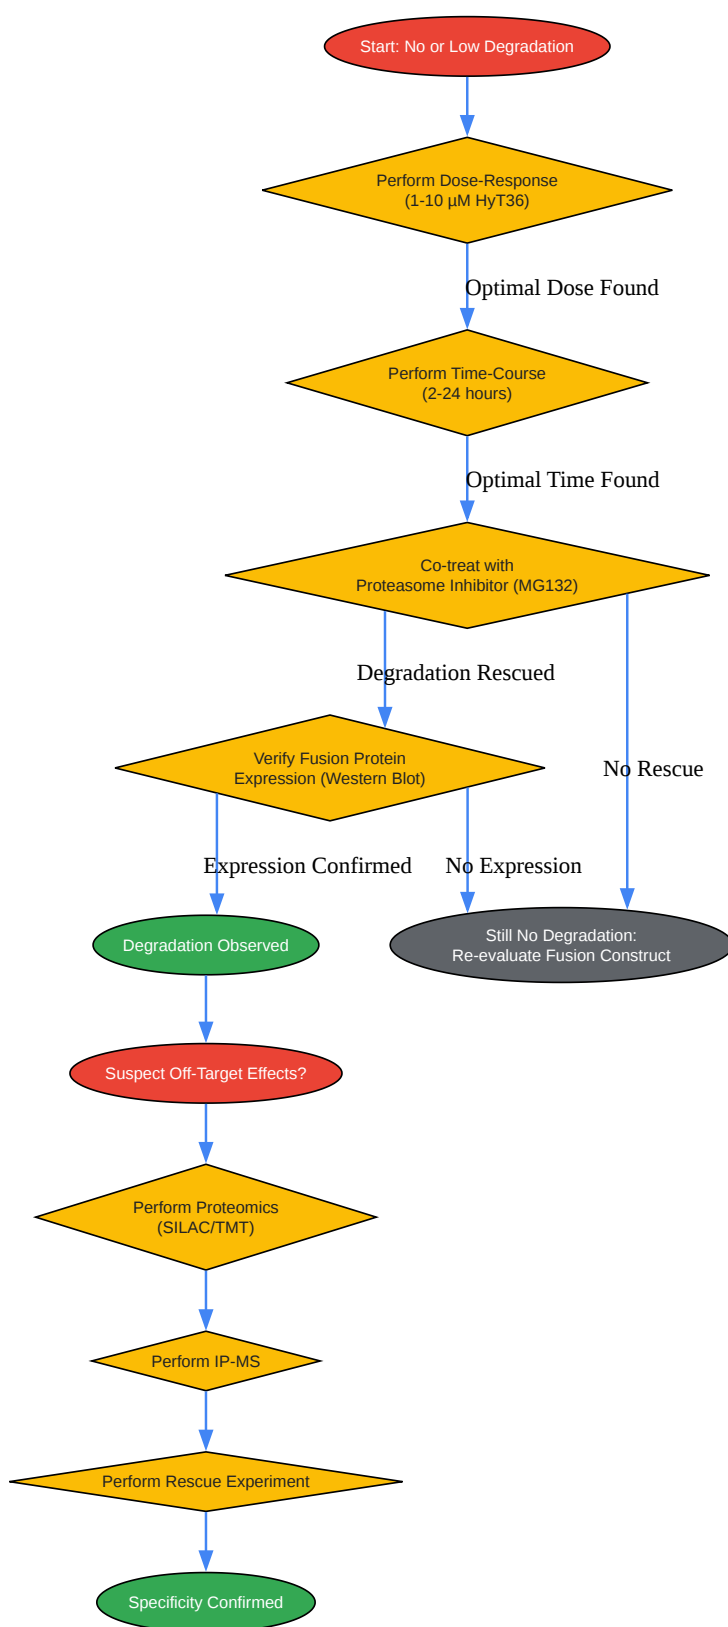 Start: No or Low Degradation
Perform Dose-Response
(1-10 µM HyT36)
Optimal Dose Found
Perform Time-Course
(2-24 hours)
Optimal Time Found
Co-treat with
Proteasome Inhibitor (MG132)
Degradation Rescued
Verify Fusion Protein
Expression (Western Blot)
No Rescue
Expression Confirmed
No Expression
Degradation Observed
Still No Degradation:
Re-evaluate Fusion Construct
Suspect Off-Target Effects?
Perform Proteomics
(SILAC/TMT)
Perform IP-MS
Perform Rescue Experiment
Specificity Confirmed